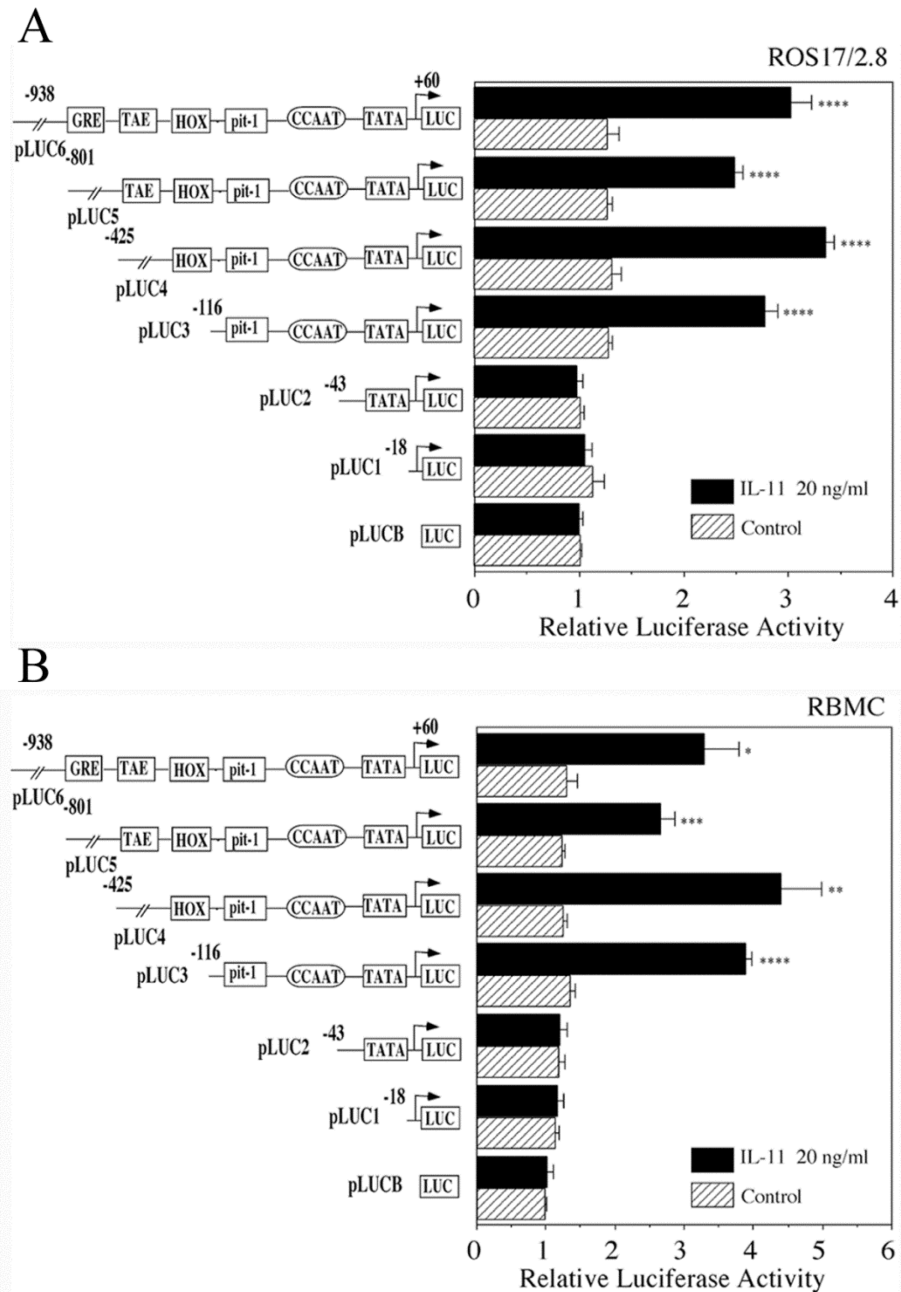 A
ROS17/2.8
-938 +60
GRE TAE HOX pit-1 CCAAT TATA LUC ****
pLUC6
-801
TAE HOX pit-1 CCAAT TATA LUC ****
pLUC5
-425
HOX pit-1 CCAAT TATA LUC ****
pLUC4
-116
pLUC3 pit-1 CCAAT TATA LUC ****
pLUC2 -43 TATA LUC
-18
pLUC1 LUC
IL-11 20 ng/ml
pLUCB LUC
Control
0 1 2 3 4
Relative Luciferase Activity
B
RBMC
-938 +60
GRE TAE HOX pit-1 CCAAT TATA LUC *
pLUC6
-801
TAE HOX pit-1 CCAAT TATA LUC ***
pLUC5
-425
HOX pit-1 CCAAT TATA LUC **
pLUC4
-116
pLUC3 pit-1 CCAAT TATA LUC ****
pLUC2 -43 TATA LUC
-18
pLUC1 LUC
IL-11 20 ng/ml
pLUCB LUC
Control
0 1 2 3 4 5 6
Relative Luciferase Activity